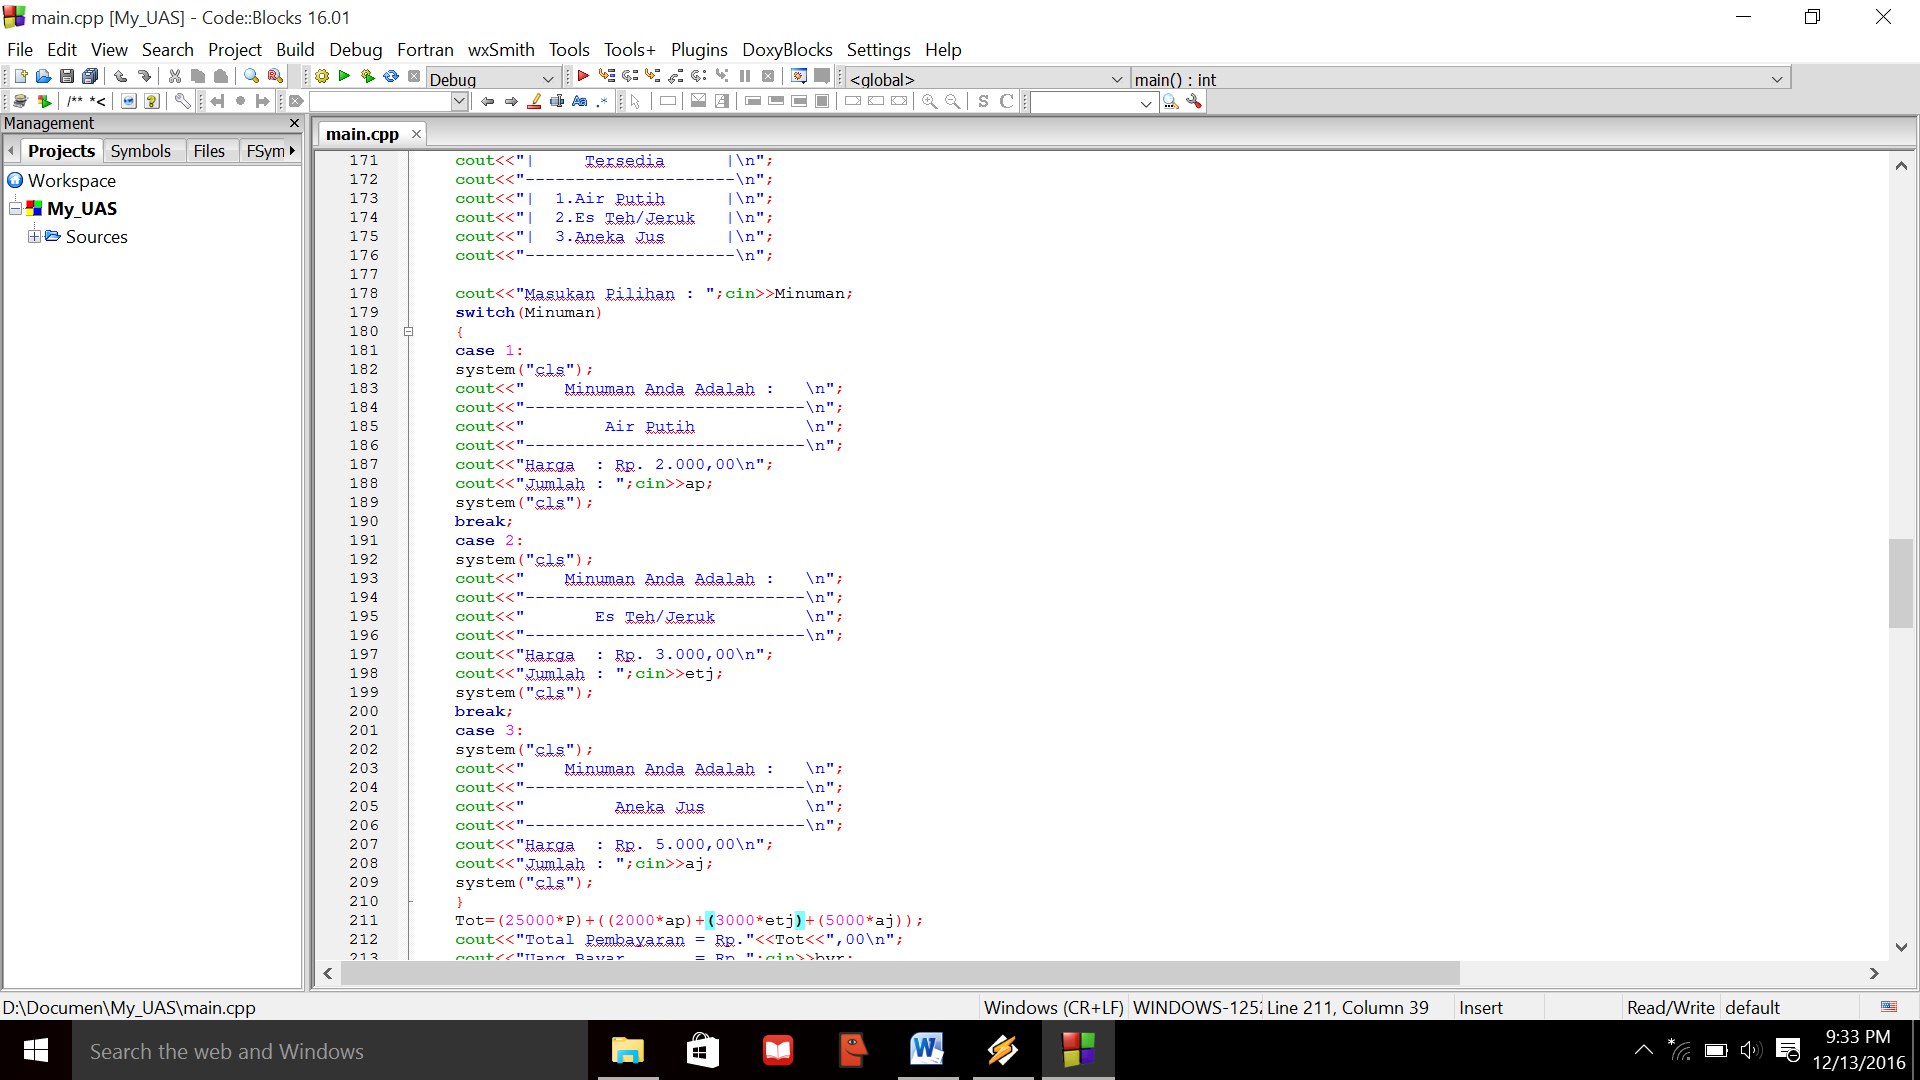 main.cpp [My_UAS] - Code::Blocks 16.01
File Edit View Search Project Build Debug Fortran wxSmith Tools Tools+ Plugins DoxyBlocks Settings Help
Debug <global> main() : int
/** *< Aa .* S C
Management
Projects Symbols Files FSym
Workspace
My_UAS
Sources
main.cpp
171 cout<<"|     Tersedia      |\n";
172 cout<<"---------------------\n";
173 cout<<"|  1.Air Putih      |\n";
174 cout<<"|  2.Es Teh/Jeruk   |\n";
175 cout<<"|  3.Aneka Jus      |\n";
176 cout<<"---------------------\n";
177
178 cout<<"Masukan Pilihan : ";cin>>Minuman;
179 switch(Minuman)
180 {
181 case 1:
182 system("cls");
183 cout<<"    Minuman Anda Adalah :   \n";
184 cout<<"----------------------------\n";
185 cout<<"        Air Putih           \n";
186 cout<<"----------------------------\n";
187 cout<<"Harga  : Rp. 2.000,00\n";
188 cout<<"Jumlah : ";cin>>ap;
189 system("cls");
190 break;
191 case 2:
192 system("cls");
193 cout<<"    Minuman Anda Adalah :   \n";
194 cout<<"----------------------------\n";
195 cout<<"       Es Teh/Jeruk         \n";
196 cout<<"----------------------------\n";
197 cout<<"Harga  : Rp. 3.000,00\n";
198 cout<<"Jumlah : ";cin>>etj;
199 system("cls");
200 break;
201 case 3:
202 system("cls");
203 cout<<"    Minuman Anda Adalah :   \n";
204 cout<<"----------------------------\n";
205 cout<<"         Aneka Jus          \n";
206 cout<<"----------------------------\n";
207 cout<<"Harga  : Rp. 5.000,00\n";
208 cout<<"Jumlah : ";cin>>aj;
209 system("cls");
210 }
211 Tot=(25000*P)+((2000*ap)+(3000*etj)+(5000*aj));
212 cout<<"Total Pembayaran = Rp."<<Tot<<",00\n";
213 cout<<"Uang Bayar       = Rp.";cin>>byr;
D:\Documen\My_UAS\main.cpp Windows (CR+LF) WINDOWS-1252 Line 211, Column 39 Insert Read/Write default
Search the web and Windows
9:33 PM
12/13/2016